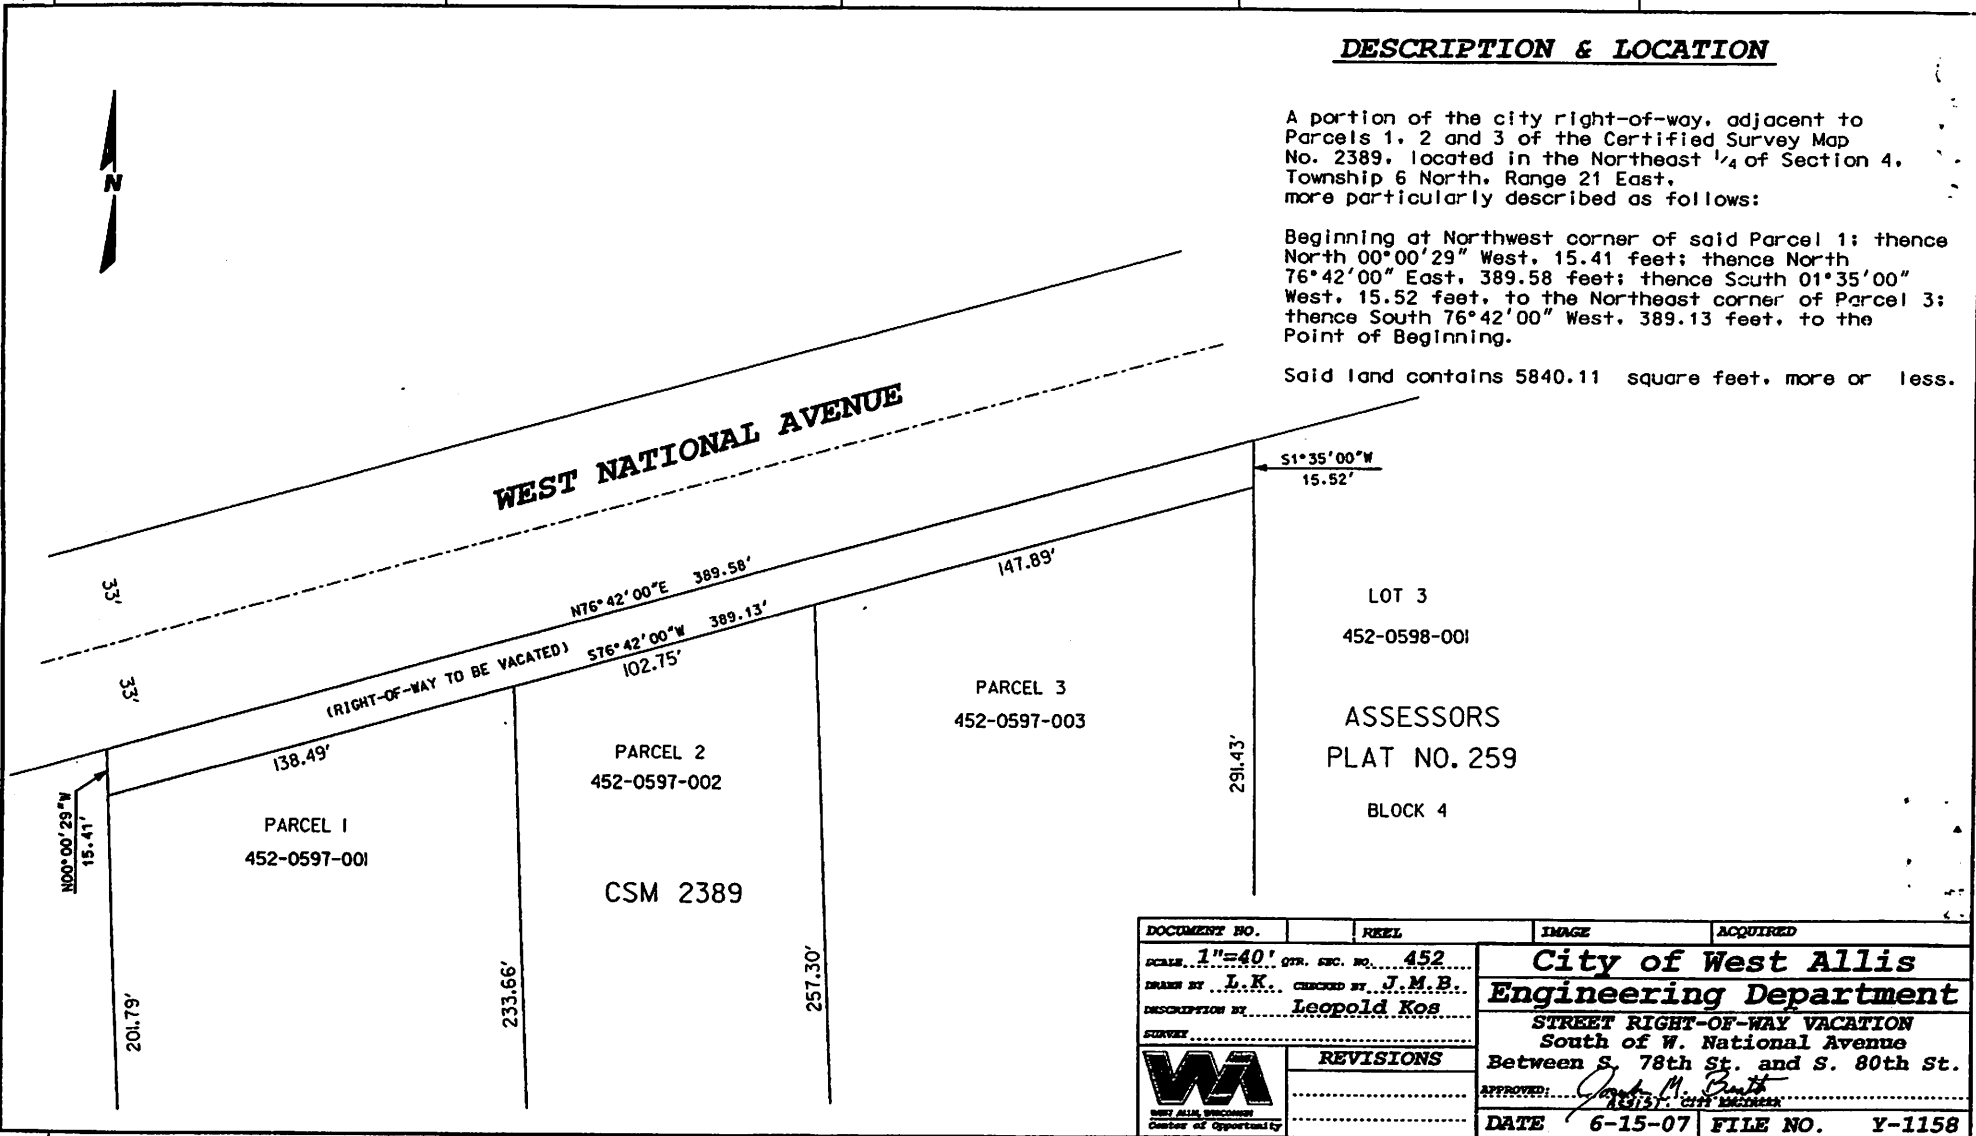 DESCRIPTION & LOCATION
A portion of the city right-of-way, adjacent to
Parcels 1, 2 and 3 of the Certified Survey Map
No. 2389, located in the Northeast 1/4 of Section 4,
Township 6 North, Range 21 East,
more particularly described as follows:
Beginning at Northwest corner of said Parcel 1; thence
North 00°00'29" West, 15.41 feet; thence North
76°42'00" East, 389.58 feet; thence South 01°35'00"
West, 15.52 feet, to the Northeast corner of Parcel 3;
thence South 76°42'00" West, 389.13 feet, to the
Point of Beginning.
Said land contains 5840.11 square feet, more or less.
N
WEST NATIONAL AVENUE
33'
33'
S1°35'00"W
15.52'
N76°42'00"E 389.58'
(RIGHT-OF-WAY TO BE VACATED) S76°42'00"W 389.13'
138.49'
102.75'
147.89'
N00°00'29"W
15.41'
PARCEL 1
452-0597-001
PARCEL 2
452-0597-002
PARCEL 3
452-0597-003
CSM 2389
LOT 3
452-0598-001
ASSESSORS
PLAT NO. 259
BLOCK 4
201.79'
233.66'
257.30'
291.43'
DOCUMENT NO. REEL IMAGE ACQUIRED
SCALE 1"=40' QTR. SEC. NO. 452
DRAWN BY L.K. CHECKED BY J.M.B.
DESCRIPTION BY Leopold Kos
SURVEY
REVISIONS
WEST ALLIS, WISCONSIN
Center of Opportunity
City of West Allis
Engineering Department
STREET RIGHT-OF-WAY VACATION
South of W. National Avenue
Between S. 78th St. and S. 80th St.
APPROVED:
ASSIST. CITY ENGINEER
DATE 6-15-07 FILE NO. Y-1158